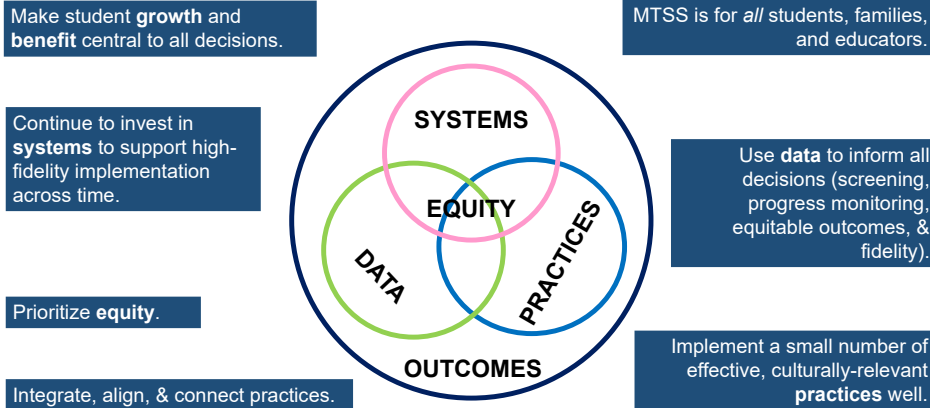 Make student growth and
benefit central to all decisions.
MTSS is for all students, families,
and educators.
Continue to invest in
systems to support high-
fidelity implementation
across time.
SYSTEMS
EQUITY
DATA
PRACTICES
OUTCOMES
Use data to inform all
decisions (screening,
progress monitoring,
equitable outcomes, &
fidelity).
Prioritize equity.
Integrate, align, & connect practices.
Implement a small number of
effective, culturally-relevant
practices well.